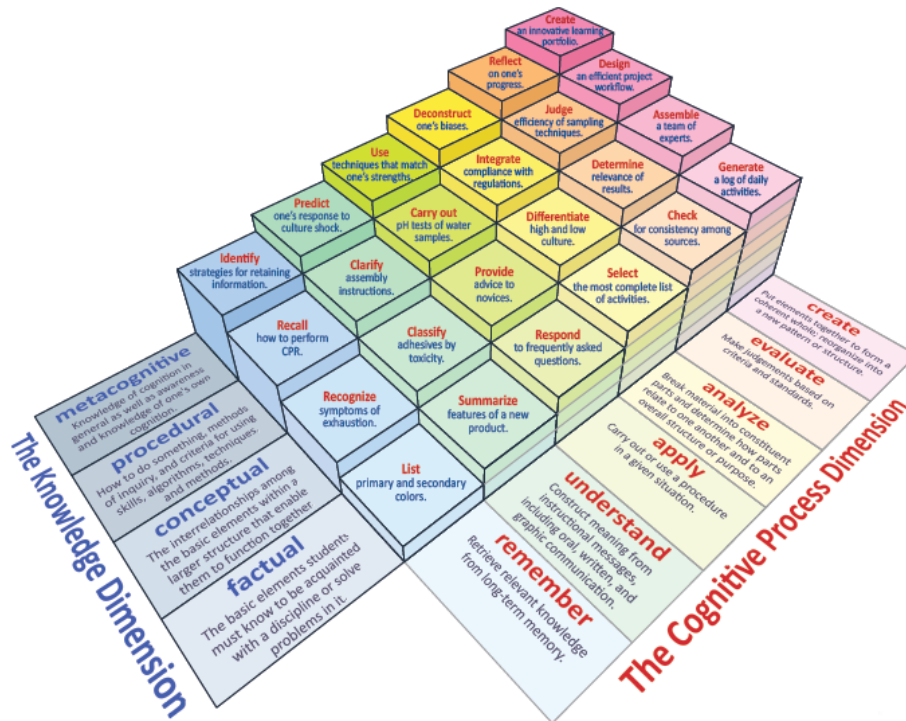 Create
an innovative learning
portfolio.
Reflect
on one's
progress.
Design
an efficient project
workflow.
Deconstruct
one's biases.
Judge
efficiency of sampling
techniques.
Assemble
a team of
experts.
Use
techniques that match
one's strengths.
Integrate
compliance with
regulations.
Determine
relevance of
results.
Generate
a log of daily
activities.
Predict
one's response to
culture shock.
Carry out
pH tests of water
samples.
Differentiate
high and low
culture.
Check
for consistency among
sources.
Identify
strategies for retaining
information.
Clarify
assembly
instructions.
Provide
advice to
novices.
Select
the most complete list
of activities.
Recall
how to perform
CPR.
Classify
adhesives by
toxicity.
Respond
to frequently asked
questions.
Recognize
symptoms of
exhaustion.
Summarize
features of a new
product.
List
primary and secondary
colors.
The Knowledge Dimension
metacognitive
Knowledge of cognition in
general as well as awareness
and knowledge of one's own
cognition.
procedural
How to do something, methods
of inquiry, and criteria for using
skills, algorithms, techniques,
and methods.
conceptual
The interrelationships among
the basic elements within a
larger structure that enable
them to function together
factual
The basic elements students
must know to be acquainted
with a discipline or solve
problems in it.
The Cognitive Process Dimension
create
Put elements together to form a
coherent whole; reorganize into
a new pattern or structure.
evaluate
Make judgements based on
criteria and standards.
analyze
Break material into constituent
parts and determine how parts
relate to one another and to an
overall structure or purpose.
apply
Carry out or use a procedure
in a given situation.
understand
Construct meaning from
instructional messages,
including oral, written, and
graphic communication.
remember
Retrieve relevant knowledge
from long-term memory.